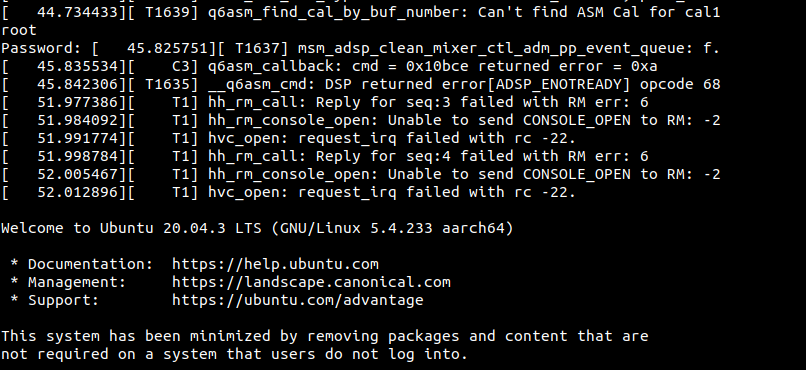 [   44.734433][ T1639] q6asm_find_cal_by_buf_number: Can't find ASM Cal for cal1
root
Password: [   45.825751][ T1637] msm_adsp_clean_mixer_ctl_adm_pp_event_queue: f.
[   45.835534][    C3] q6asm_callback: cmd = 0x10bce returned error = 0xa
[   45.842306][ T1635] __q6asm_cmd: DSP returned error[ADSP_ENOTREADY] opcode 68
[   51.977386][    T1] hh_rm_call: Reply for seq:3 failed with RM err: 6
[   51.984092][    T1] hh_rm_console_open: Unable to send CONSOLE_OPEN to RM: -2
[   51.991774][    T1] hvc_open: request_irq failed with rc -22.
[   51.998784][    T1] hh_rm_call: Reply for seq:4 failed with RM err: 6
[   52.005467][    T1] hh_rm_console_open: Unable to send CONSOLE_OPEN to RM: -2
[   52.012896][    T1] hvc_open: request_irq failed with rc -22.
Welcome to Ubuntu 20.04.3 LTS (GNU/Linux 5.4.233 aarch64)
 * Documentation:  https://help.ubuntu.com
 * Management:     https://landscape.canonical.com
 * Support:        https://ubuntu.com/advantage
This system has been minimized by removing packages and content that are
not required on a system that users do not log into.